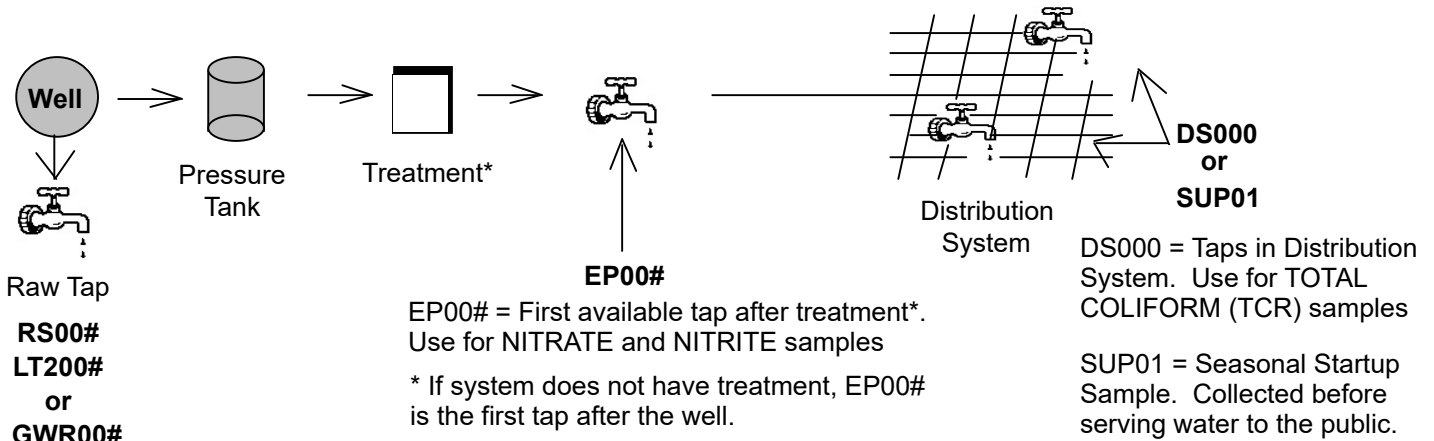 Well
Pressure
Tank
Treatment*
Distribution
System
DS000
or
SUP01
Raw Tap
RS00#
LT200#
or
GWR00#
EP00#
EP00# = First available tap after treatment*.
Use for NITRATE and NITRITE samples
* If system does not have treatment, EP00#
is the first tap after the well.
DS000 = Taps in Distribution
System. Use for TOTAL
COLIFORM (TCR) samples
SUP01 = Seasonal Startup
Sample. Collected before
serving water to the public.